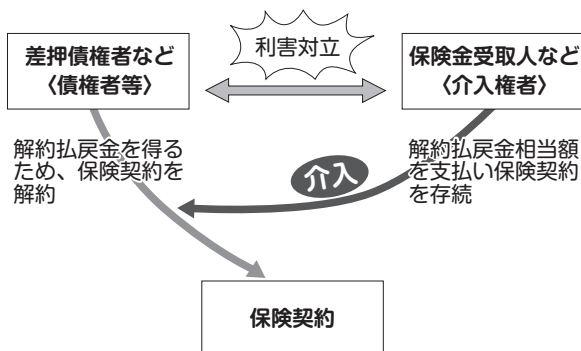 差押債権者など
〈債権者等〉
利害対立
保険金受取人など
〈介入権者〉
解約払戻金を得る
ため、保険契約を
解約
介入
解約払戻金相当額
を支払い保険契約
を存続
保険契約